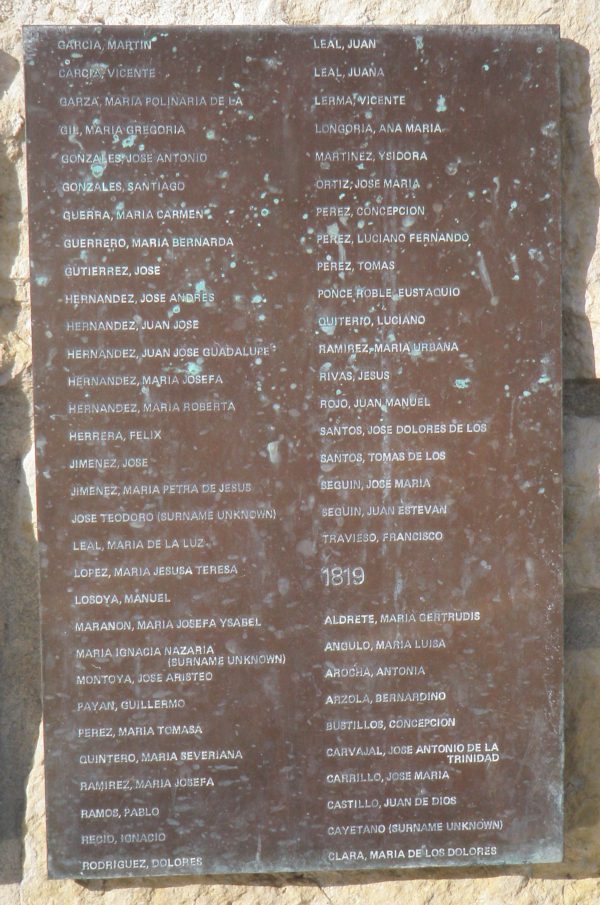 GARCIA, MARTIN
GARCIA, VICENTE
GARZA, MARIA POLINARIA DE LA
GIL, MARIA GREGORIA
GONZALES, JOSE ANTONIO
GONZALES, SANTIAGO
GUERRA, MARIA CARMEN
GUERRERO, MARIA BERNARDA
GUTIERREZ, JOSE
HERNANDEZ, JOSE ANDRES
HERNANDEZ, JUAN JOSE
HERNANDEZ, JUAN JOSE GUADALUPE
HERNANDEZ, MARIA JOSEFA
HERNANDEZ, MARIA ROBERTA
HERRERA, FELIX
JIMENEZ, JOSE
JIMENEZ, MARIA PETRA DE JESUS
JOSE TEODORO (SURNAME UNKNOWN)
LEAL, MARIA DE LA LUZ
LOPEZ, MARIA JESUSA TERESA
LOSOYA, MANUEL
MARANON, MARIA JOSEFA YSABEL
MARIA IGNACIA NAZARIA
(SURNAME UNKNOWN)
MONTOYA, JOSE ARISTEO
PAYAN, GUILLERMO
PEREZ, MARIA TOMASA
QUINTERO, MARIA SEVERIANA
RAMIREZ, MARIA JOSEFA
RAMOS, PABLO
RECIO, IGNACIO
RODRIGUEZ, DOLORES
LEAL, JUAN
LEAL, JUANA
LERMA, VICENTE
LONGORIA, ANA MARIA
MARTINEZ, YSIDORA
ORTIZ, JOSE MARIA
PEREZ, CONCEPCION
PEREZ, LUCIANO FERNANDO
PEREZ, TOMAS
PONCE ROBLE, EUSTAQUIO
QUITERIO, LUCIANO
RAMIREZ, MARIA URBANA
RIVAS, JESUS
ROJO, JUAN MANUEL
SANTOS, JOSE DOLORES DE LOS
SANTOS, TOMAS DE LOS
SEGUIN, JOSE MARIA
SEGUIN, JUAN ESTEVAN
TRAVIESO, FRANCISCO
1819
ALDRETE, MARIA GERTRUDIS
ANGULO, MARIA LUISA
AROCHA, ANTONIA
ARZOLA, BERNARDINO
BUSTILLOS, CONCEPCION
CARVAJAL, JOSE ANTONIO DE LA
TRINIDAD
CARRILLO, JOSE MARIA
CASTILLO, JUAN DE DIOS
CAYETANO (SURNAME UNKNOWN)
CLARA, MARIA DE LOS DOLORES